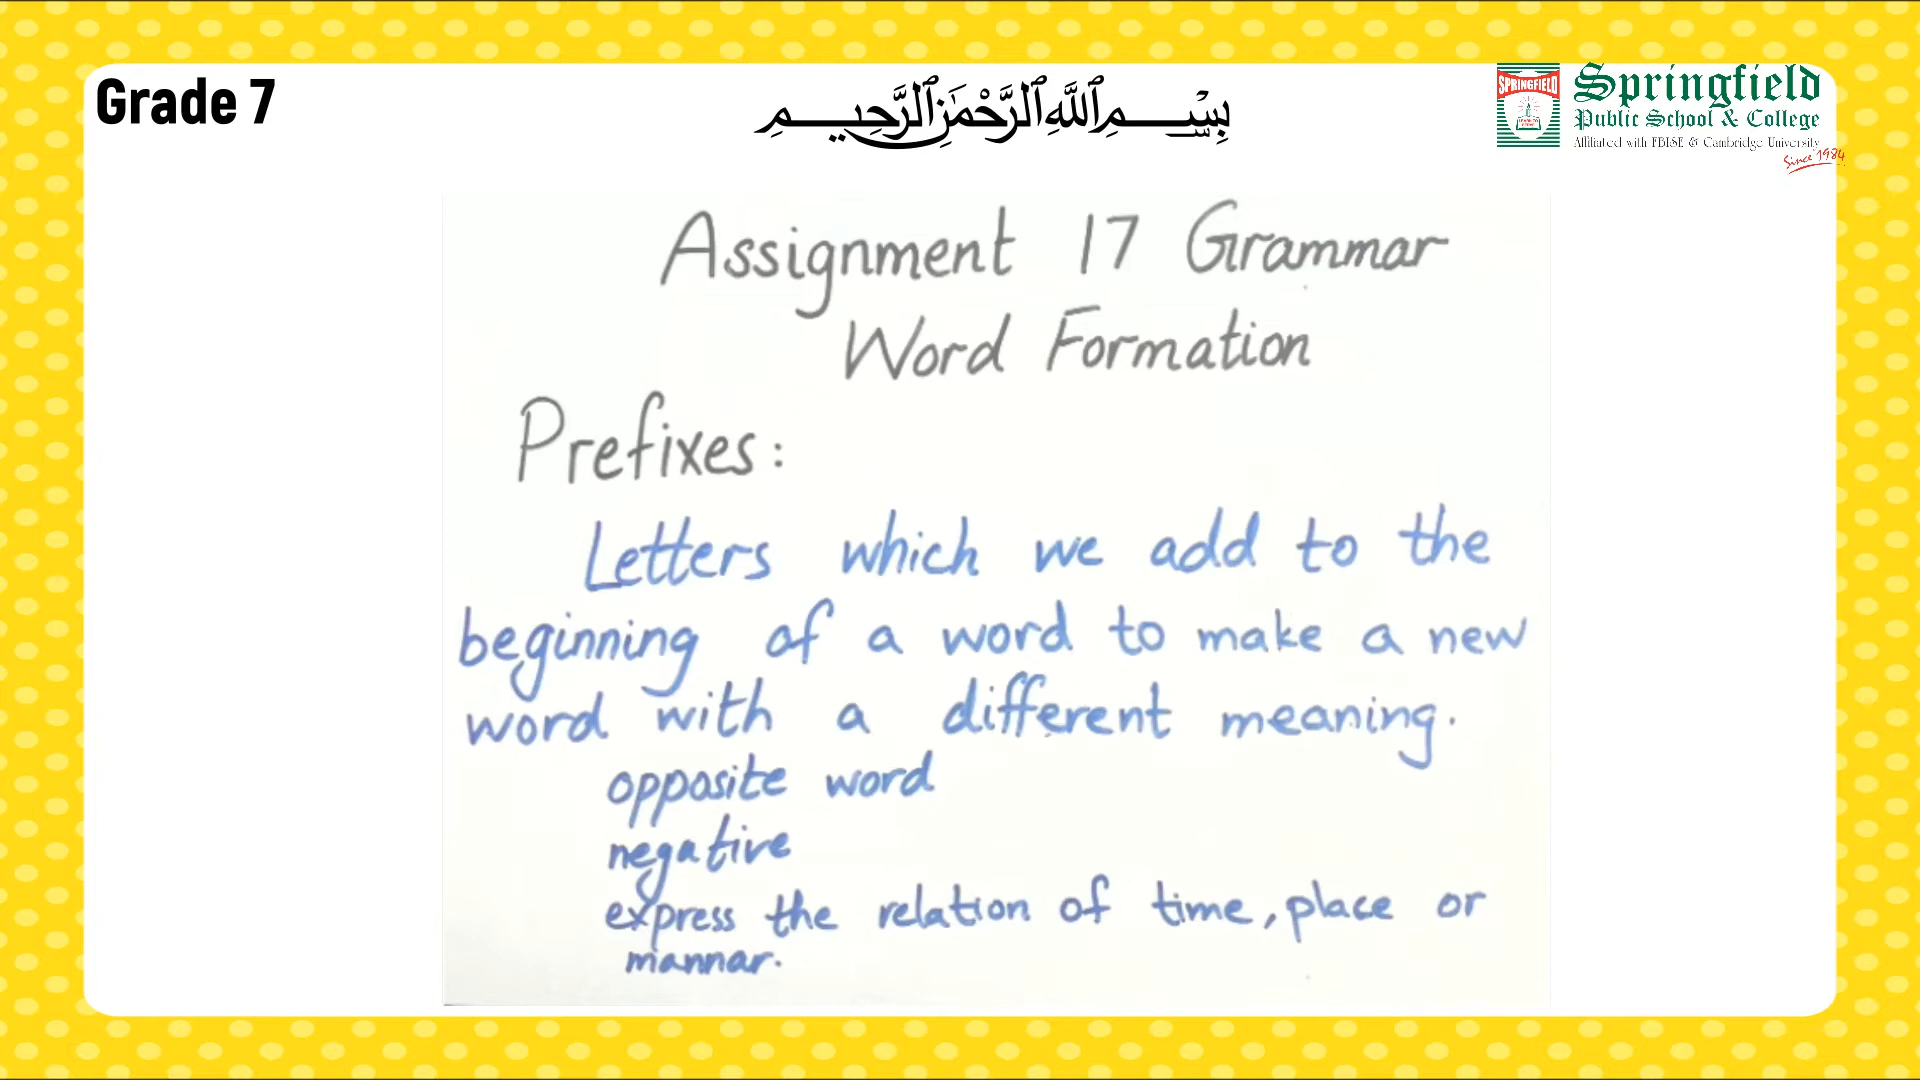 Grade 7
بِسْمِ ٱللَّهِ ٱلرَّحْمَٰنِ ٱلرَّحِيمِ
SPRINGFIELD
Springfield
Public School & College
Affiliated with FBISE & Cambridge University
Since 1984
Assignment 17 Grammar
Word Formation
Prefixes:
Letters which we add to the
beginning of a word to make a new
word with a different meaning.
opposite word
negative
express the relation of time, place or
mannar.